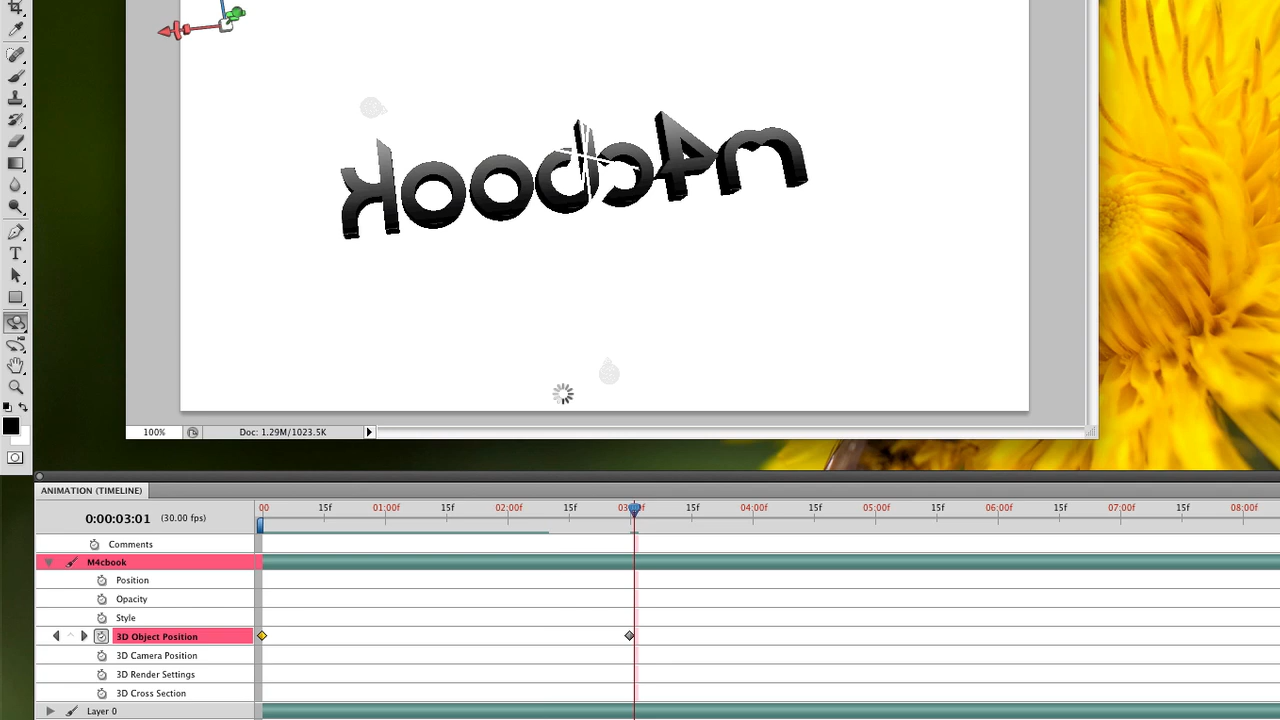 m4cbook
100%
Doc: 1.29M/1023.5K
ANIMATION (TIMELINE)
0:00:03:01 (30.00 fps)
00 15f 01:00f 15f 02:00f 15f 03:00f 15f 04:00f 15f 05:00f 15f 06:00f 15f 07:00f 15f 08:00f
Comments
M4cbook
Position
Opacity
Style
3D Object Position
3D Camera Position
3D Render Settings
3D Cross Section
Layer 0